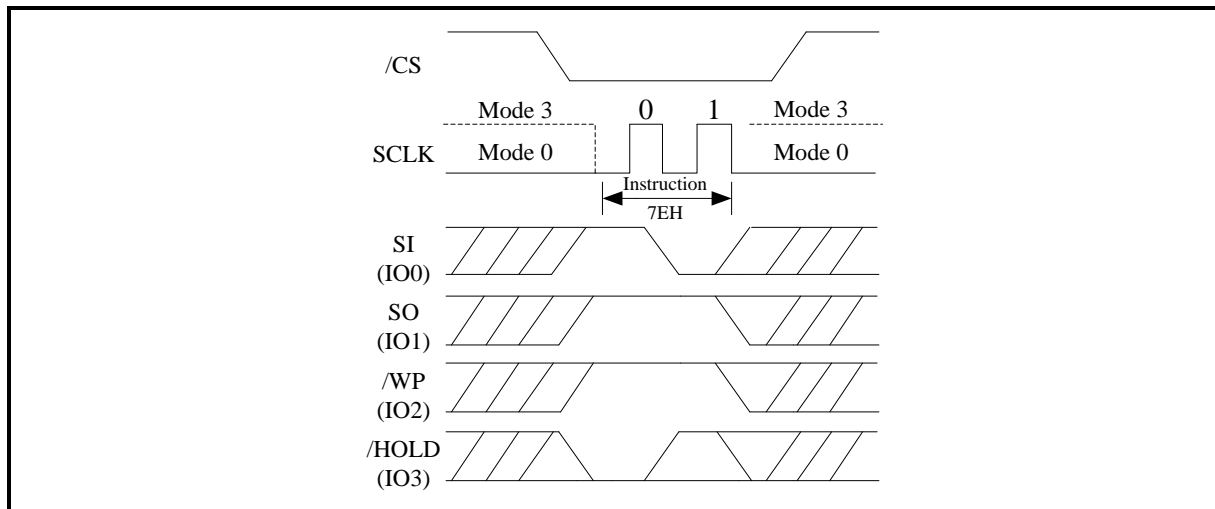 /CS
Mode 3 0 1 Mode 3
SCLK Mode 0 Mode 0
Instruction
7EH
SI
(IO0)
SO
(IO1)
/WP
(IO2)
/HOLD
(IO3)